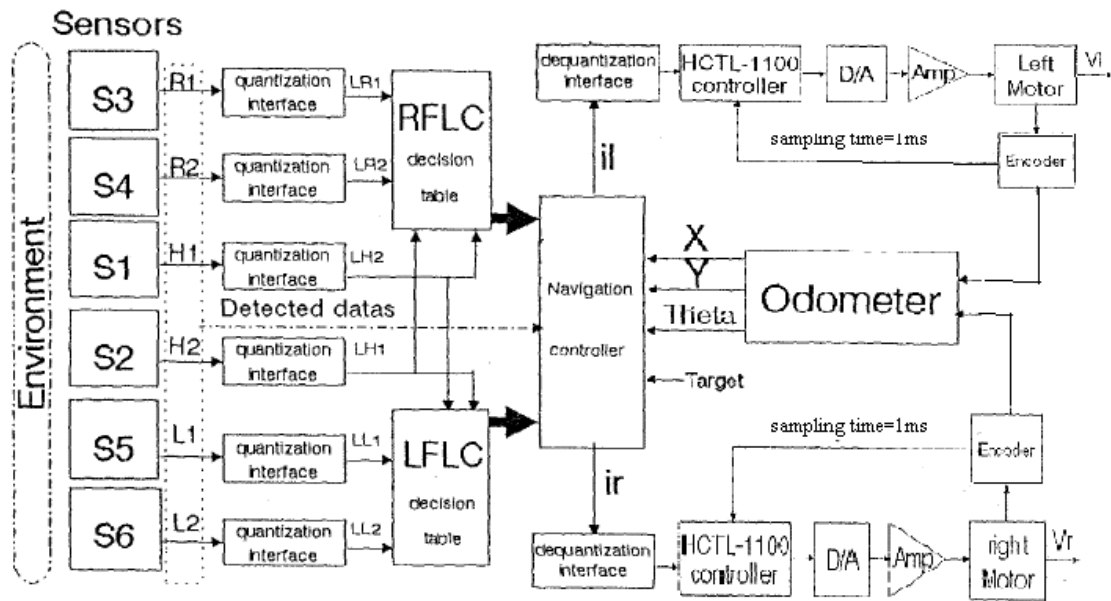 Sensors
Environment
S3
R1
quantization
interface
LR1
S4
R2
quantization
interface
LR2
S1
H1
quantization
interface
LH2
Detected datas
S2
H2
quantization
interface
LH1
S5
L1
quantization
interface
LL1
S6
L2
quantization
interface
LL2
RFLC
decision
table
LFLC
decision
table
il
Navigation
controller
ir
X
Y
Theta
Target
Odometer
dequantization
interface
HCTL-1100
controller
D/A
Amp
Left
Motor
Vl
sampling time=1ms
Encoder
sampling time=1ms
Encoder
dequantization
interface
HCTL-1100
controller
D/A
Amp
right
Motor
Vr